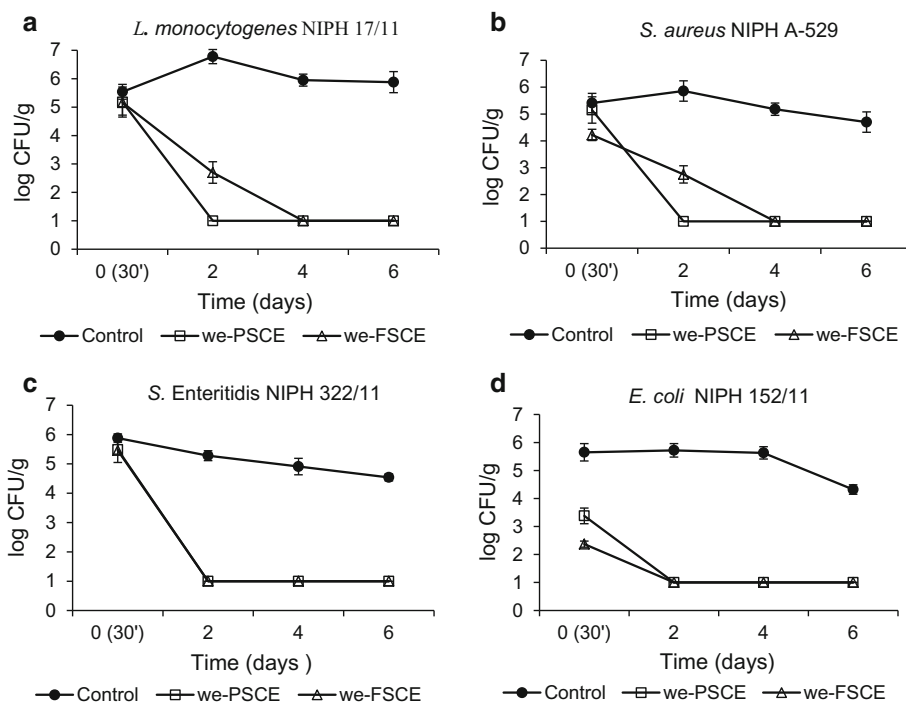 a
L. monocytogenes NIPH 17/11
7
6
5
4
3
2
1
0
log CFU/g
0 (30') 2 4 6
Time (days)
Control we-PSCE we-FSCE
b
S. aureus NIPH A-529
7
6
5
4
3
2
1
0
log CFU/g
0 (30') 2 4 6
Time (days)
Control we-PSCE we-FSCE
c
S. Enteritidis NIPH 322/11
7
6
5
4
3
2
1
0
log CFU/g
0 (30') 2 4 6
Time (days )
Control we-PSCE we-FSCE
d
E. coli NIPH 152/11
7
6
5
4
3
2
1
0
log CFU/g
0 (30') 2 4 6
Time (days)
Control we-PSCE we-FSCE